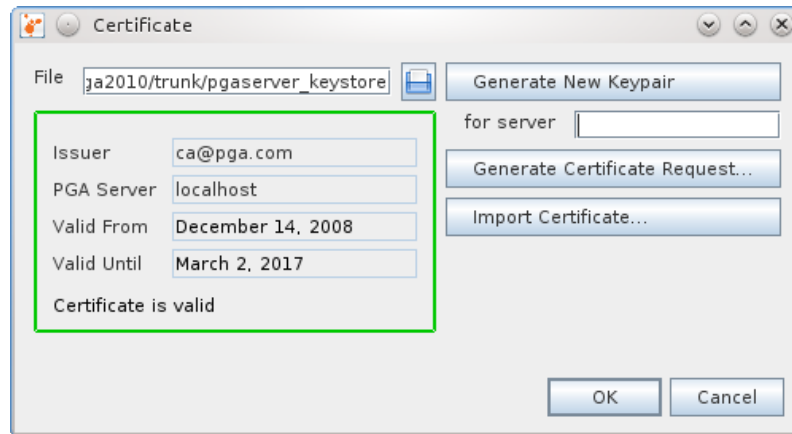 Certificate
File
ga2010/trunk/pgaserver_keystore
Generate New Keypair
for server
Issuer ca@pga.com
PGA Server localhost
Valid From December 14, 2008
Valid Until March 2, 2017
Certificate is valid
Generate Certificate Request...
Import Certificate...
OK
Cancel